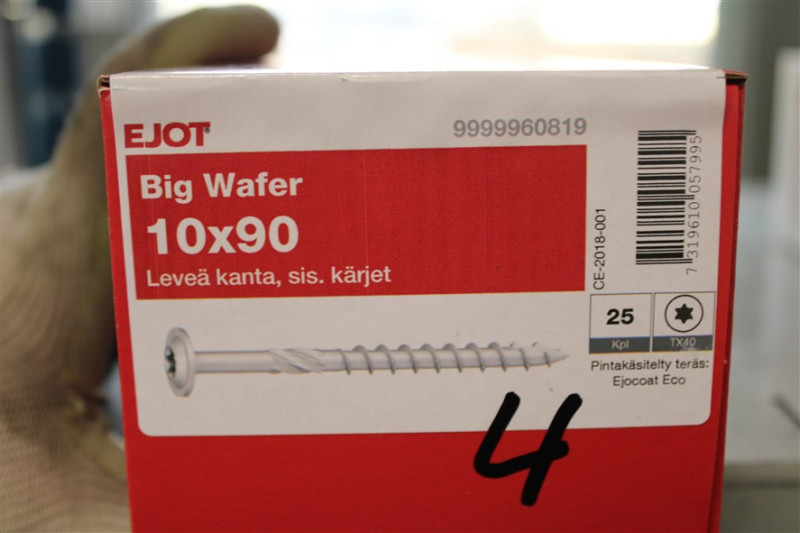 EJOT®
9999960819
Big Wafer
10x90
Leveä kanta, sis. kärjet
CE-2018-001
7 319610 057995
25
Kpl
TX40
Pintakäsitelty teräs:
Ejocoat Eco
4